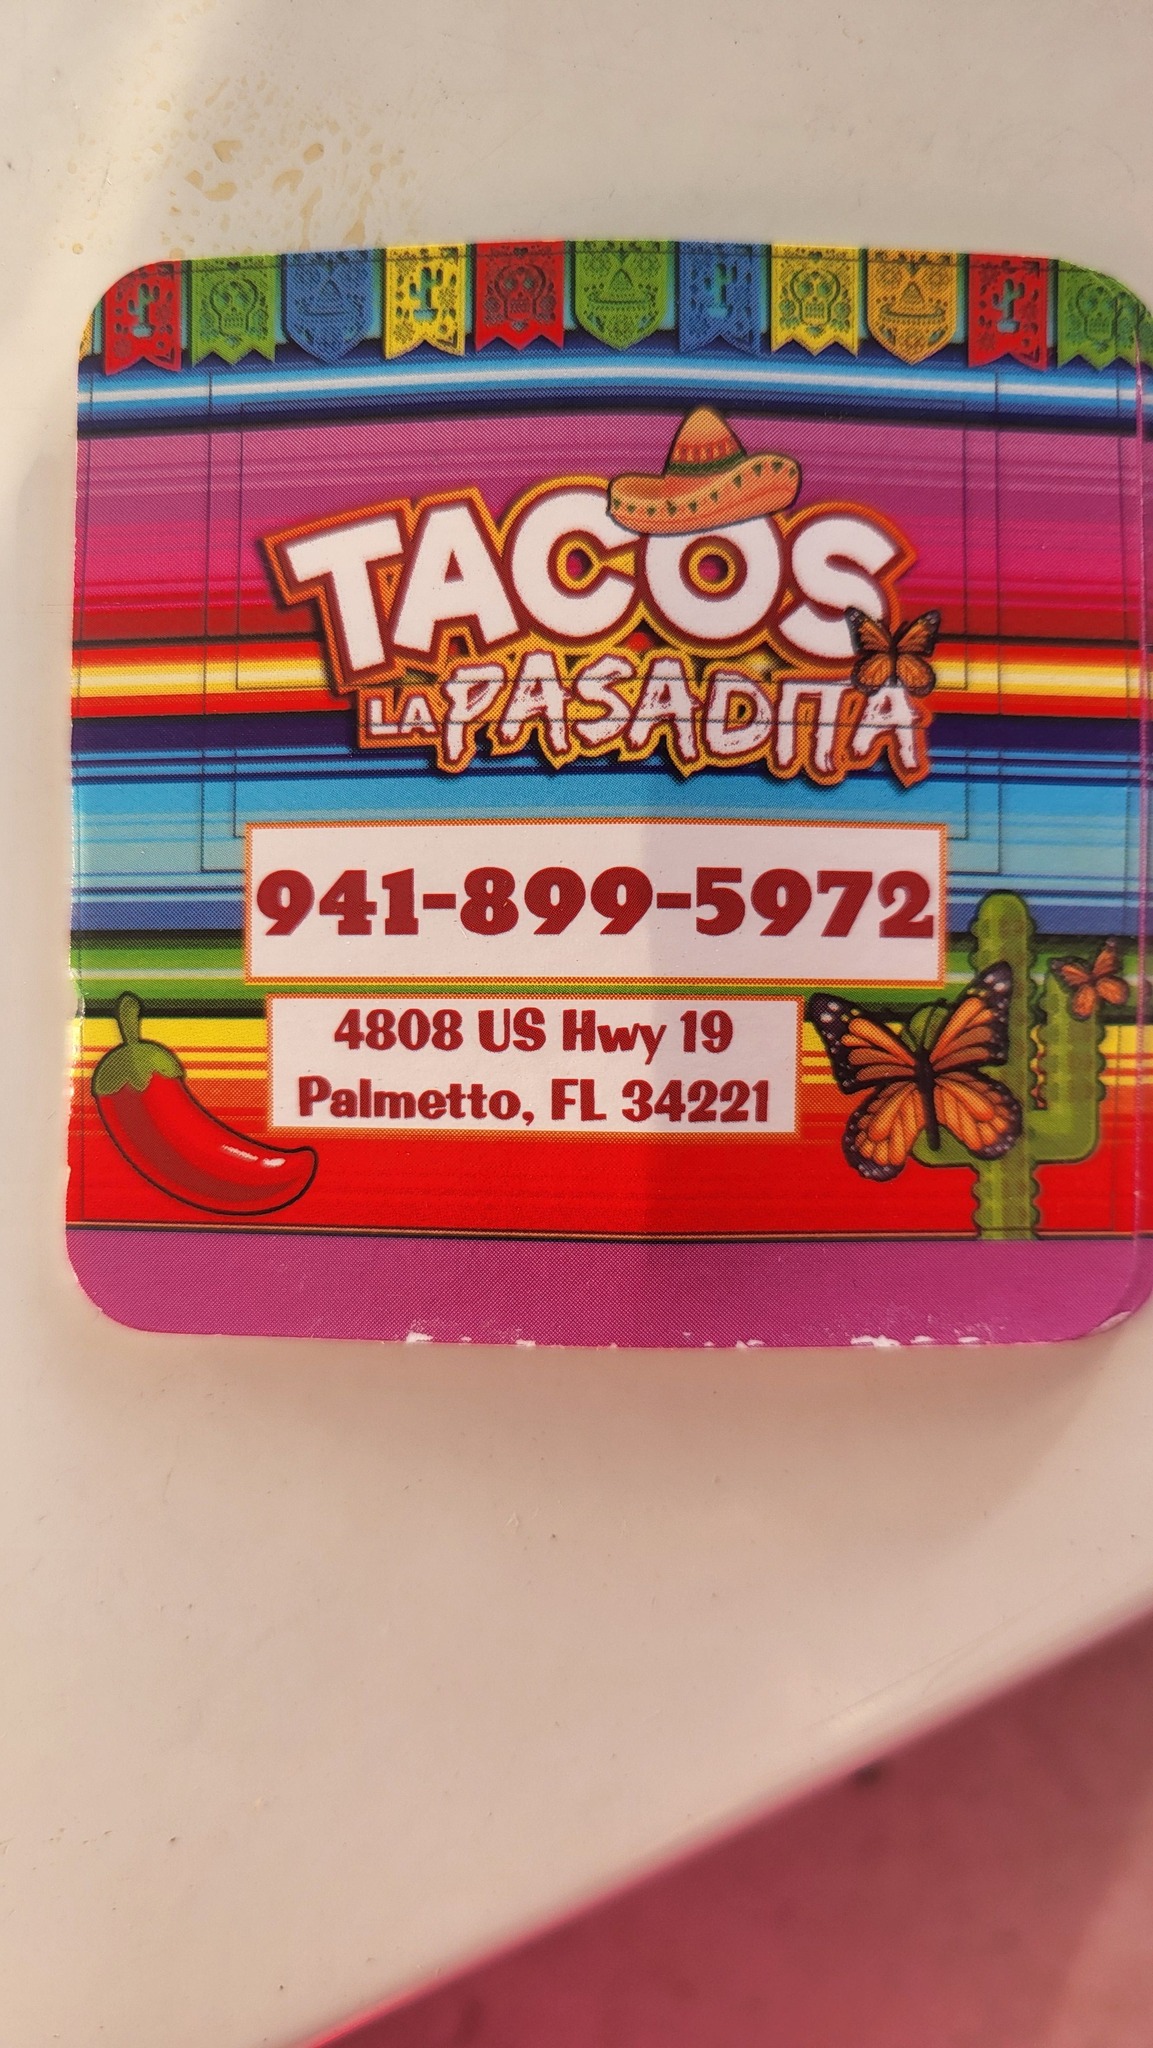 TACOS
LA PASADITA
941-899-5972
4808 US Hwy 19
Palmetto, FL 34221